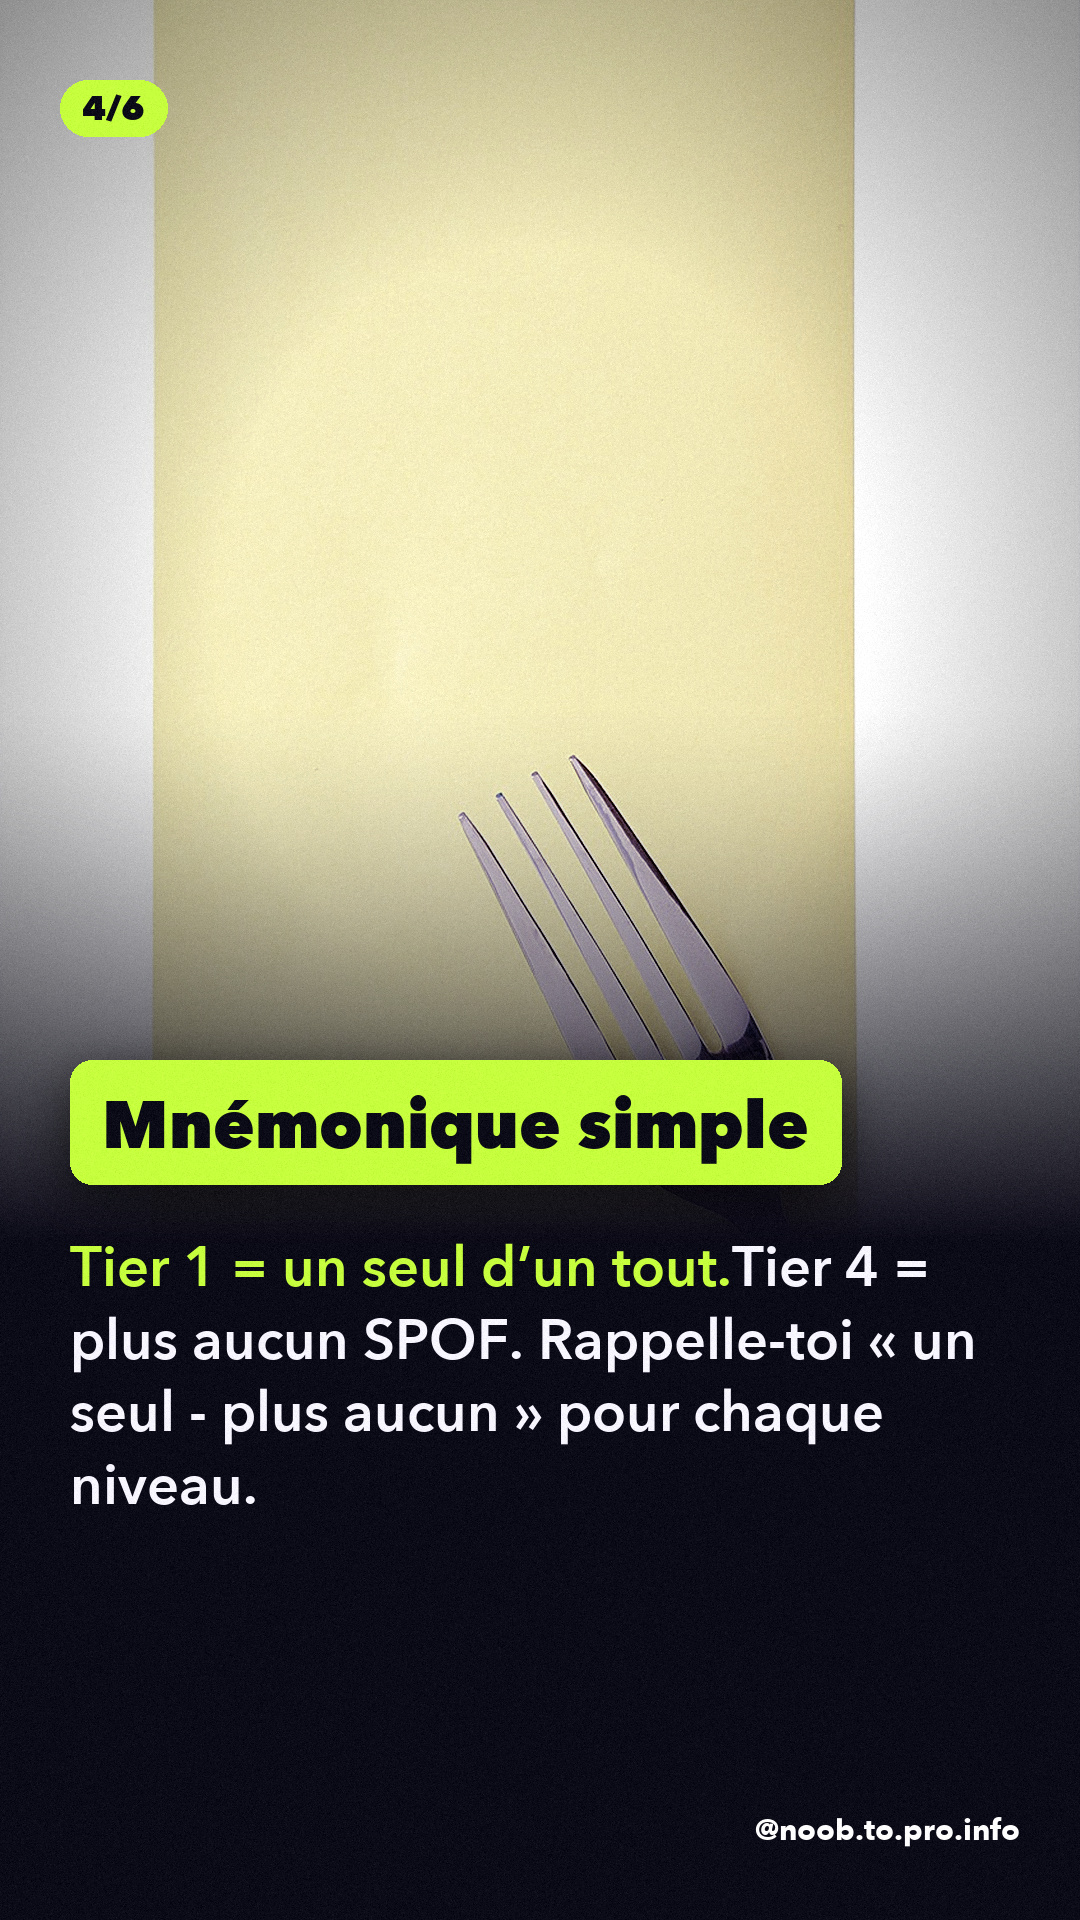 4/6
Mnémonique simple
Tier 1 = un seul d’un tout.Tier 4 =
plus aucun SPOF. Rappelle-toi « un
seul - plus aucun » pour chaque
niveau.
@noob.to.pro.info